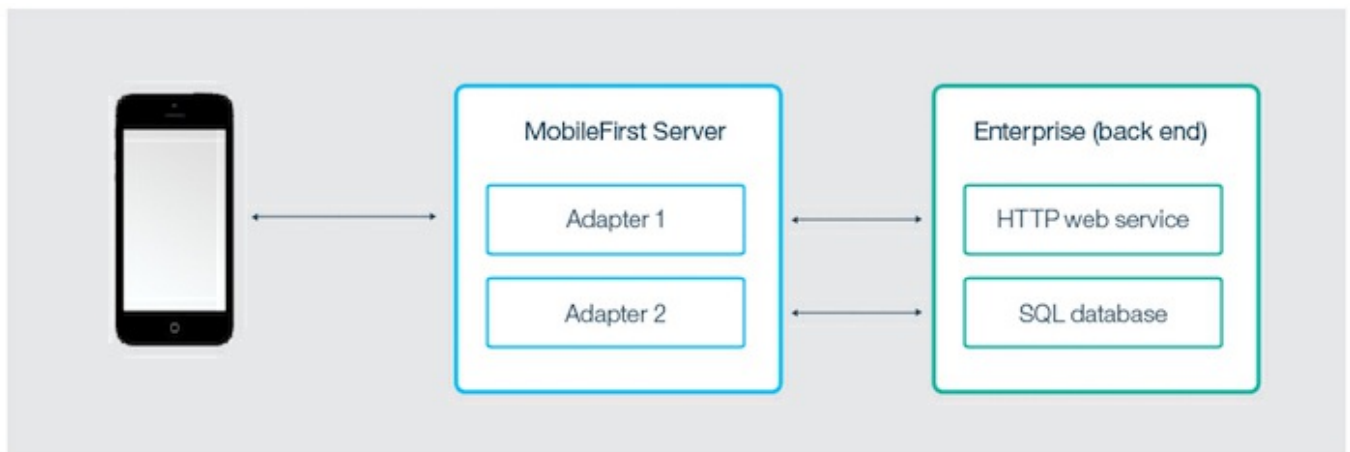 MobileFirst Server
Adapter 1
Adapter 2
Enterprise (back end)
HTTP web service
SQL database